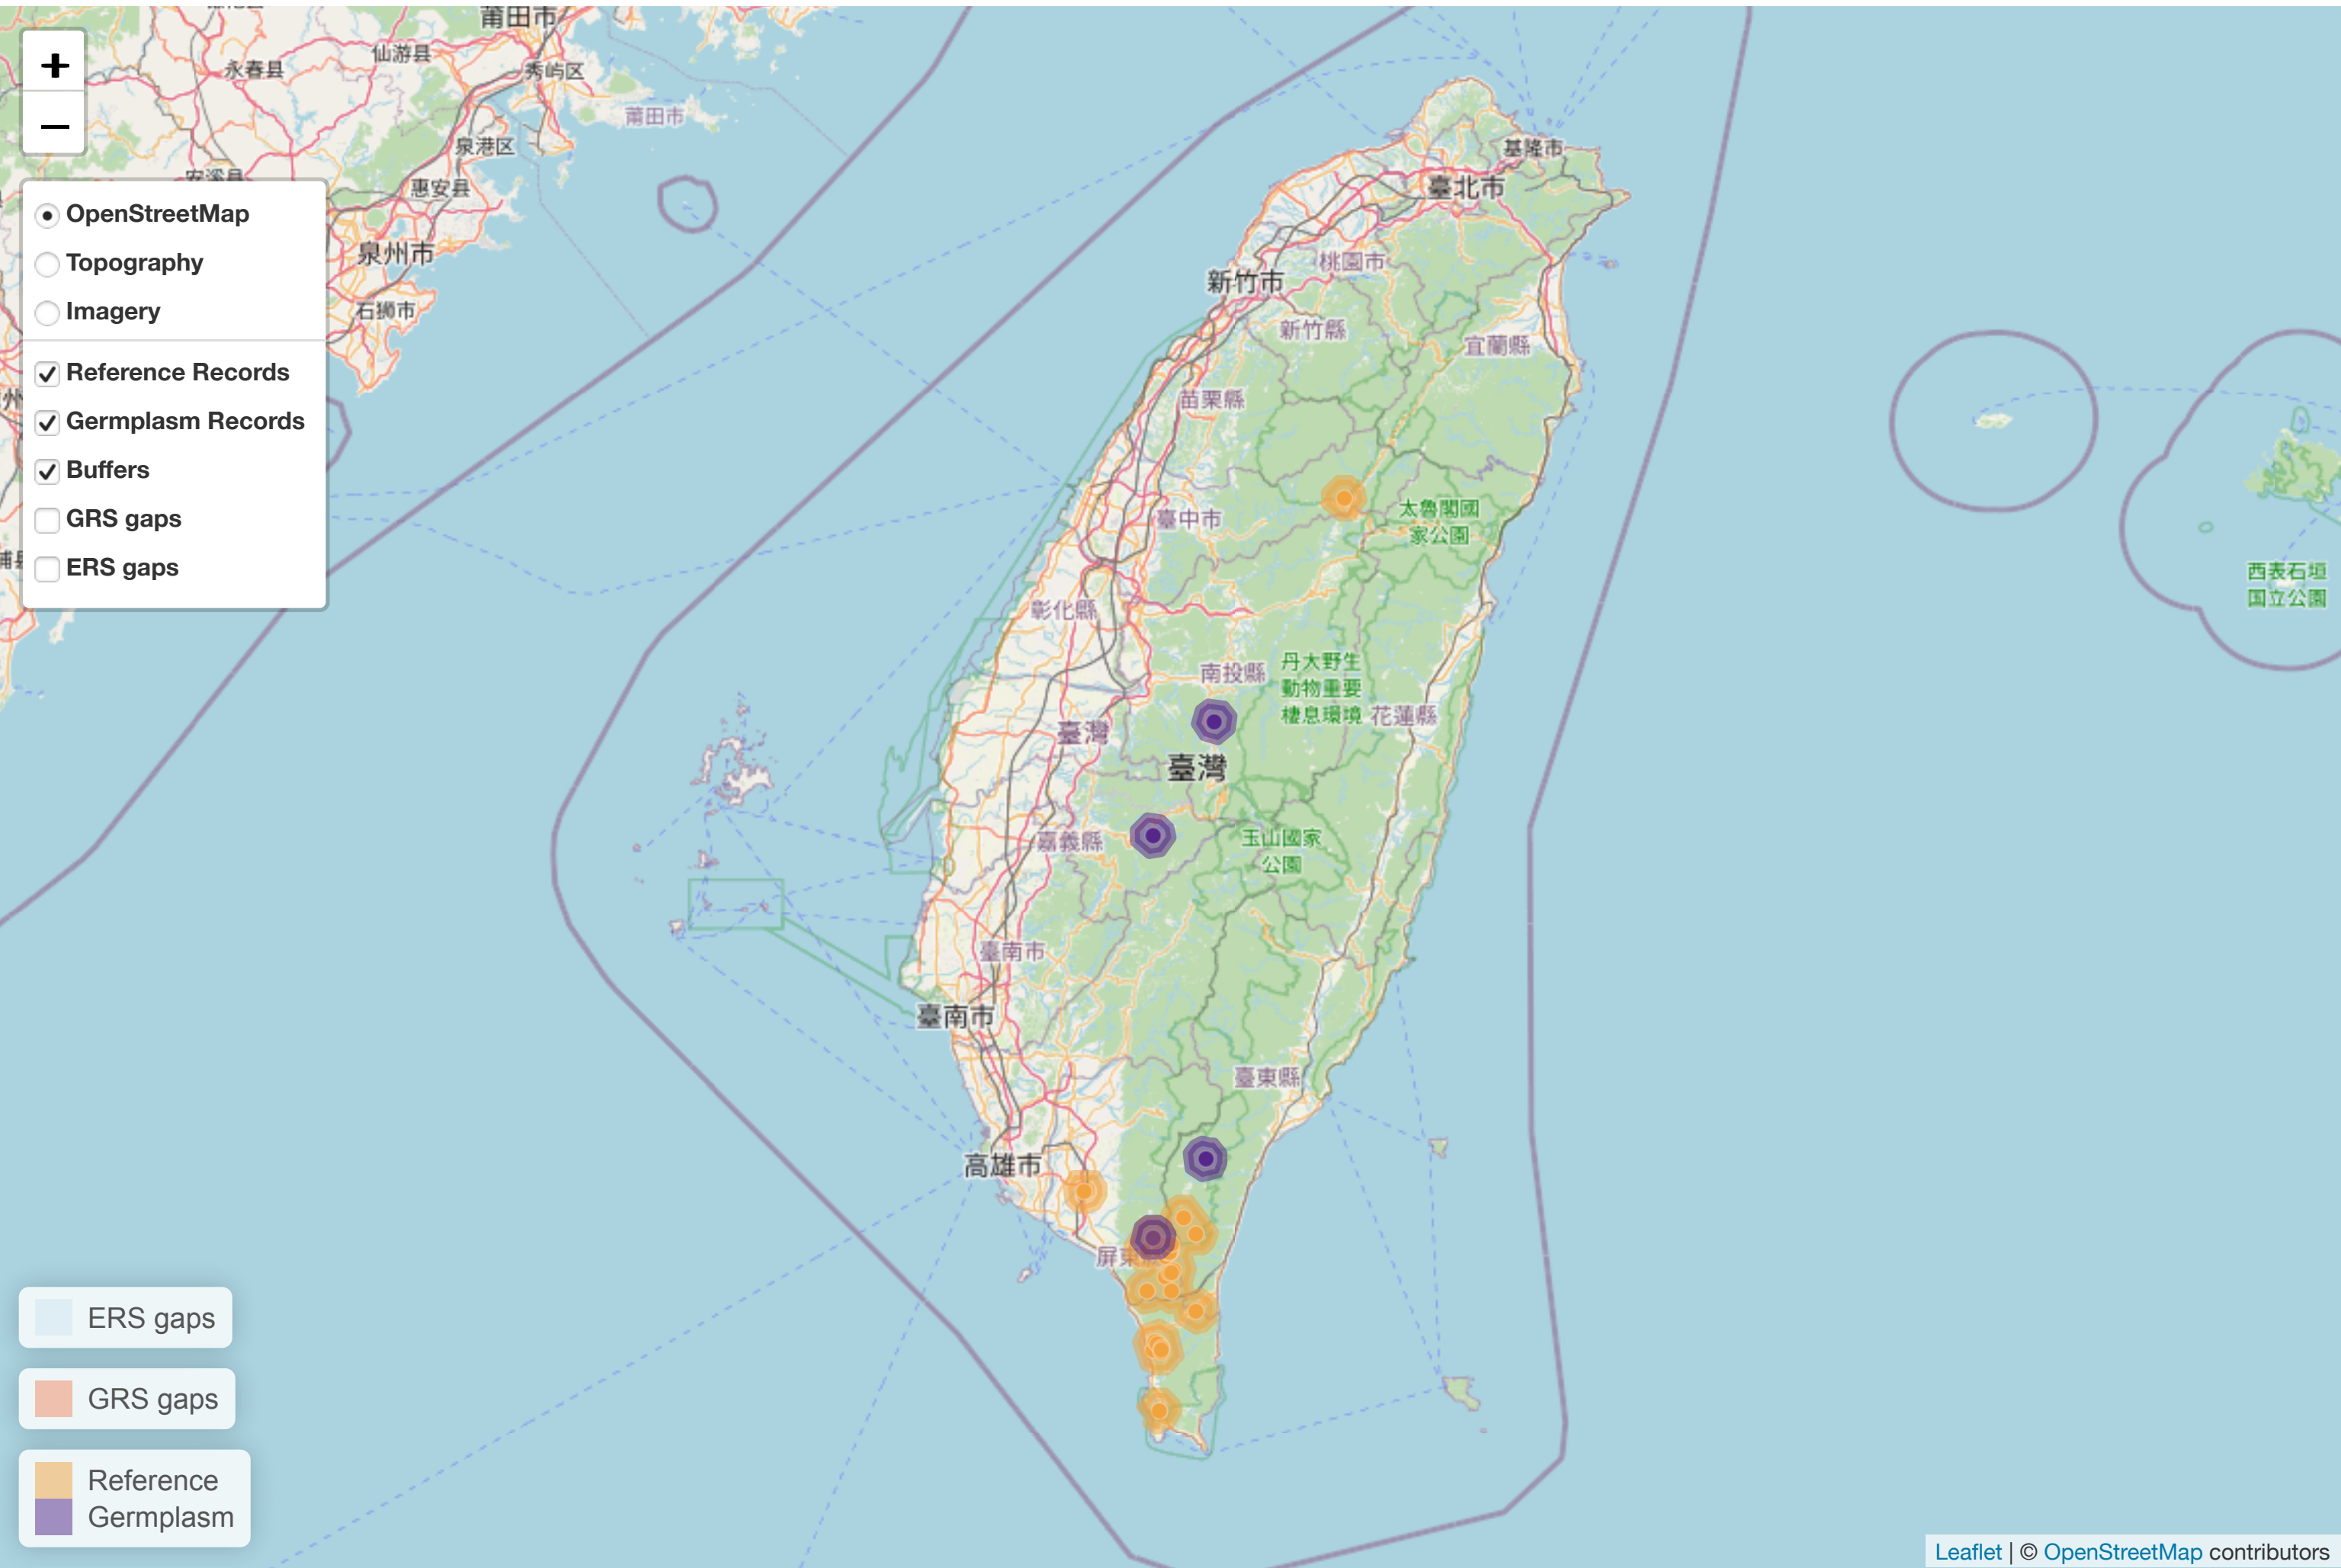 莆田市
仙游县
永春县
秀屿区
莆田市
泉港区
安溪县
惠安县
泉州市
石狮市
+
−
OpenStreetMap
Topography
Imagery
Reference Records
Germplasm Records
Buffers
GRS gaps
ERS gaps
基隆市
臺北市
桃園市
新竹市
新竹縣
宜蘭縣
苗栗縣
太魯閣國
家公園
臺中市
西表石垣
国立公園
彰化縣
南投縣
丹大野生
動物重要
棲息環境
花蓮縣
臺灣
臺灣
嘉義縣
玉山國家
公園
臺南市
臺南市
臺東縣
高雄市
屏東
ERS gaps
GRS gaps
Reference
Germplasm
Leaflet | © OpenStreetMap contributors